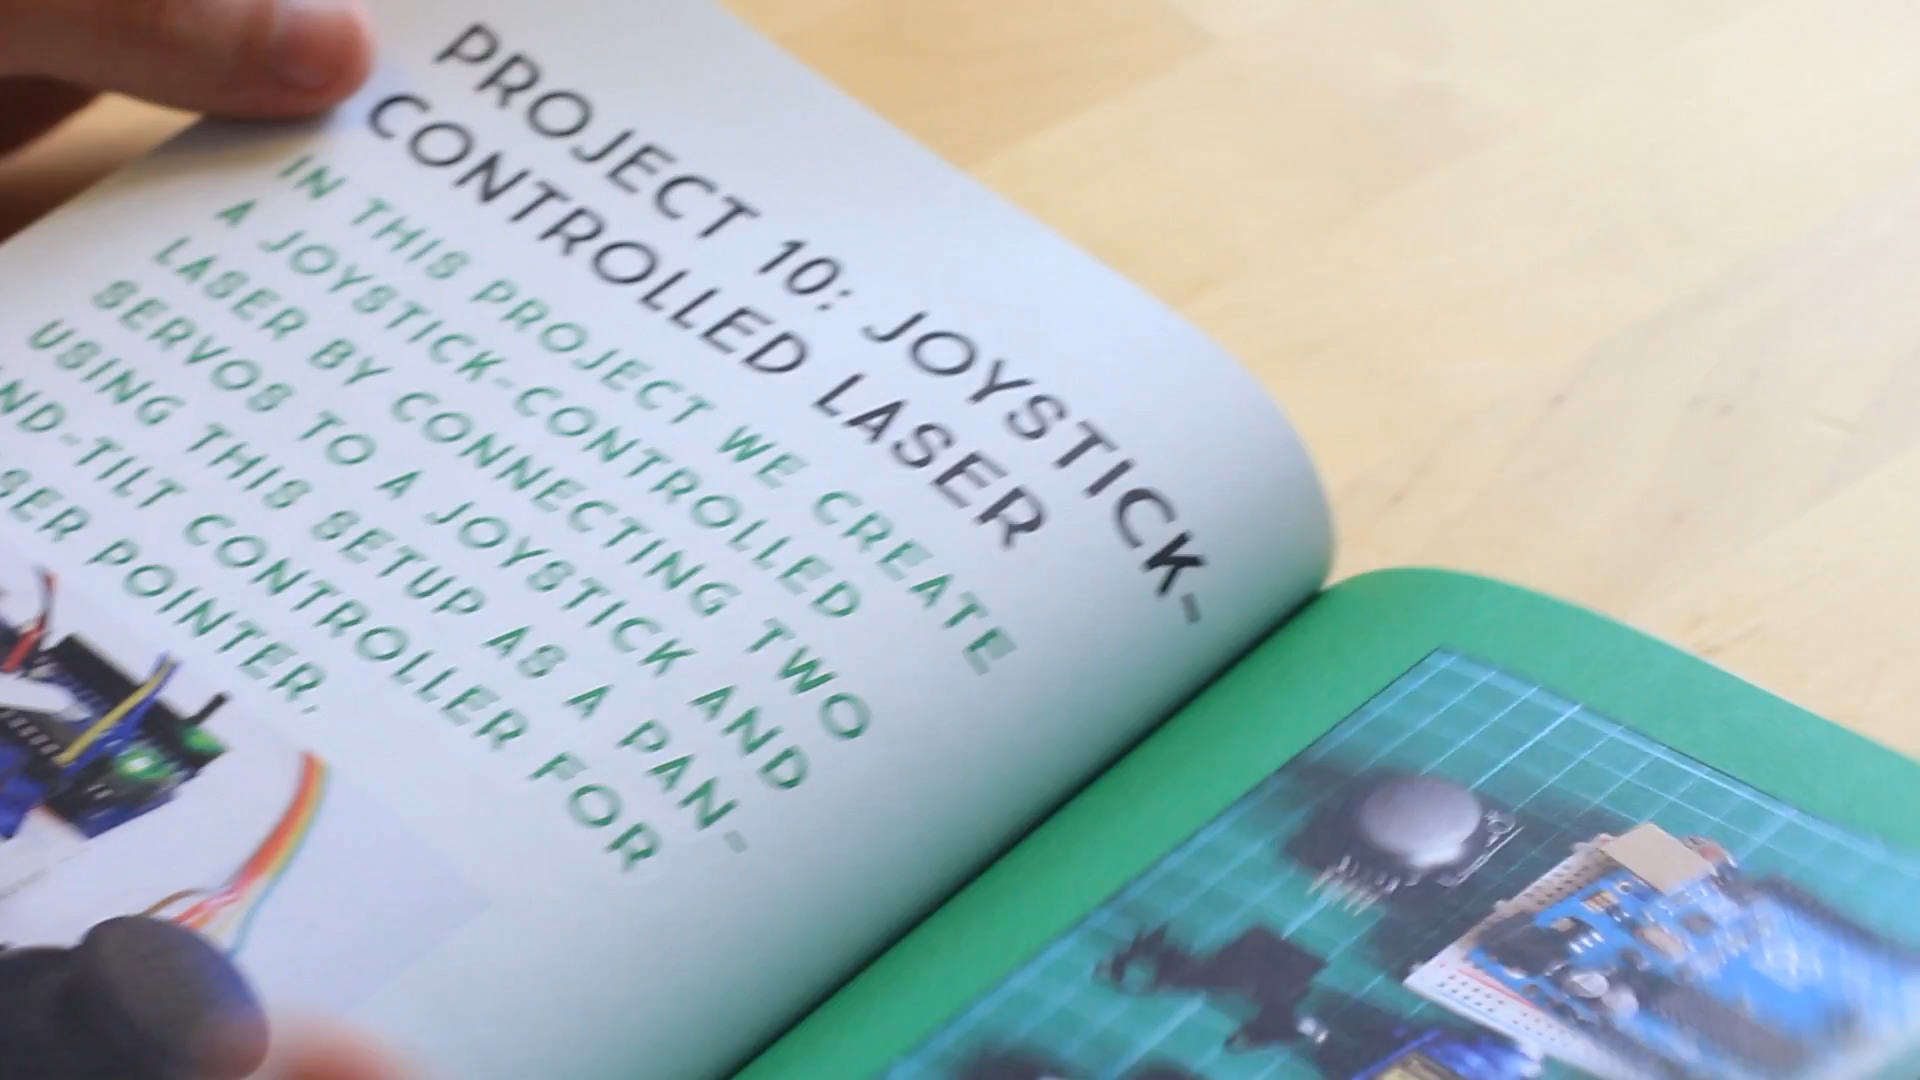 PROJECT 10: JOYSTICK-
CONTROLLED LASER
IN THIS PROJECT WE CREATE
A JOYSTICK-CONTROLLED
LASER BY CONNECTING TWO
SERVOS TO A JOYSTICK AND
USING THIS SETUP AS A PAN-
AND-TILT CONTROLLER FOR
LASER POINTER.